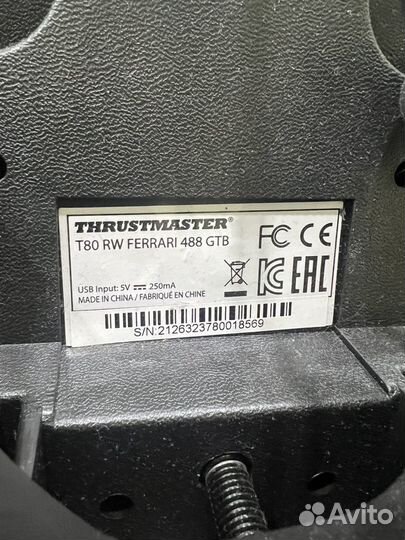 THRUSTMASTER®
T80 RW FERRARI 488 GTB
FC CE
USB Input: 5V ⎓ 250mA
MADE IN CHINA / FABRIQUÉ EN CHINE
EAC
S/N:2126323780018569
Avito